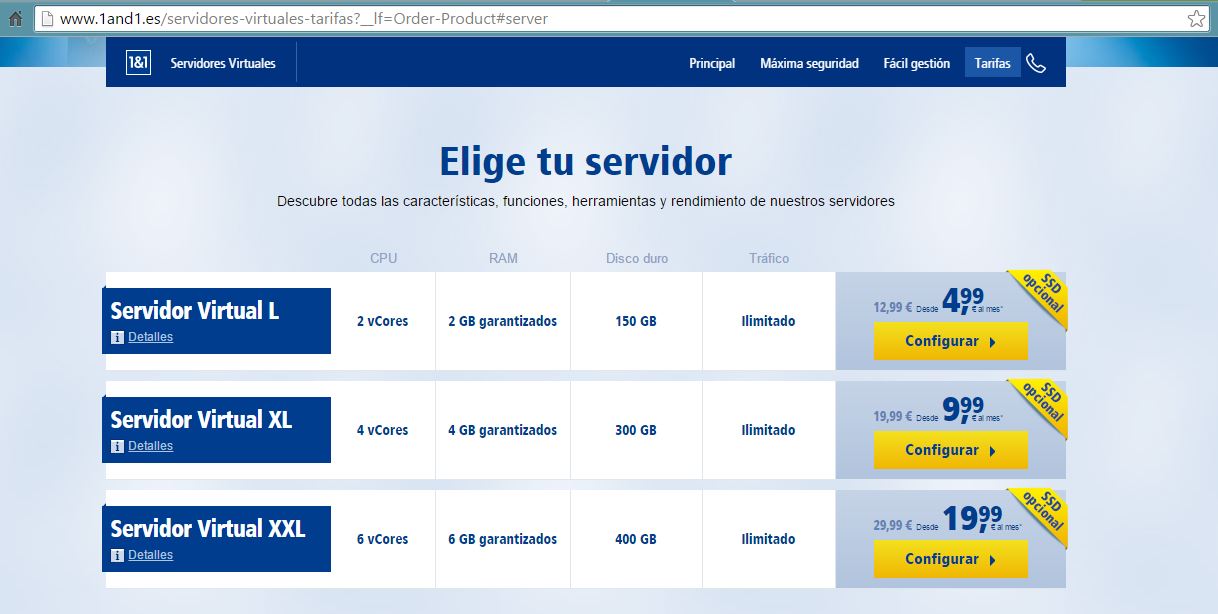 www.1and1.es/servidores-virtuales-tarifas?__lf=Order-Product#server
1&1 Servidores Virtuales Principal Máxima seguridad Fácil gestión Tarifas
Elige tu servidor
Descubre todas las características, funciones, herramientas y rendimiento de nuestros servidores
CPU RAM Disco duro Tráfico
SSD opcional
Servidor Virtual L
i Detalles
2 vCores 2 GB garantizados 150 GB Ilimitado
12,99 € Desde 4,99 € al mes*
Configurar
SSD opcional
Servidor Virtual XL
i Detalles
4 vCores 4 GB garantizados 300 GB Ilimitado
19,99 € Desde 9,99 € al mes*
Configurar
SSD opcional
Servidor Virtual XXL
i Detalles
6 vCores 6 GB garantizados 400 GB Ilimitado
29,99 € Desde 19,99 € al mes*
Configurar